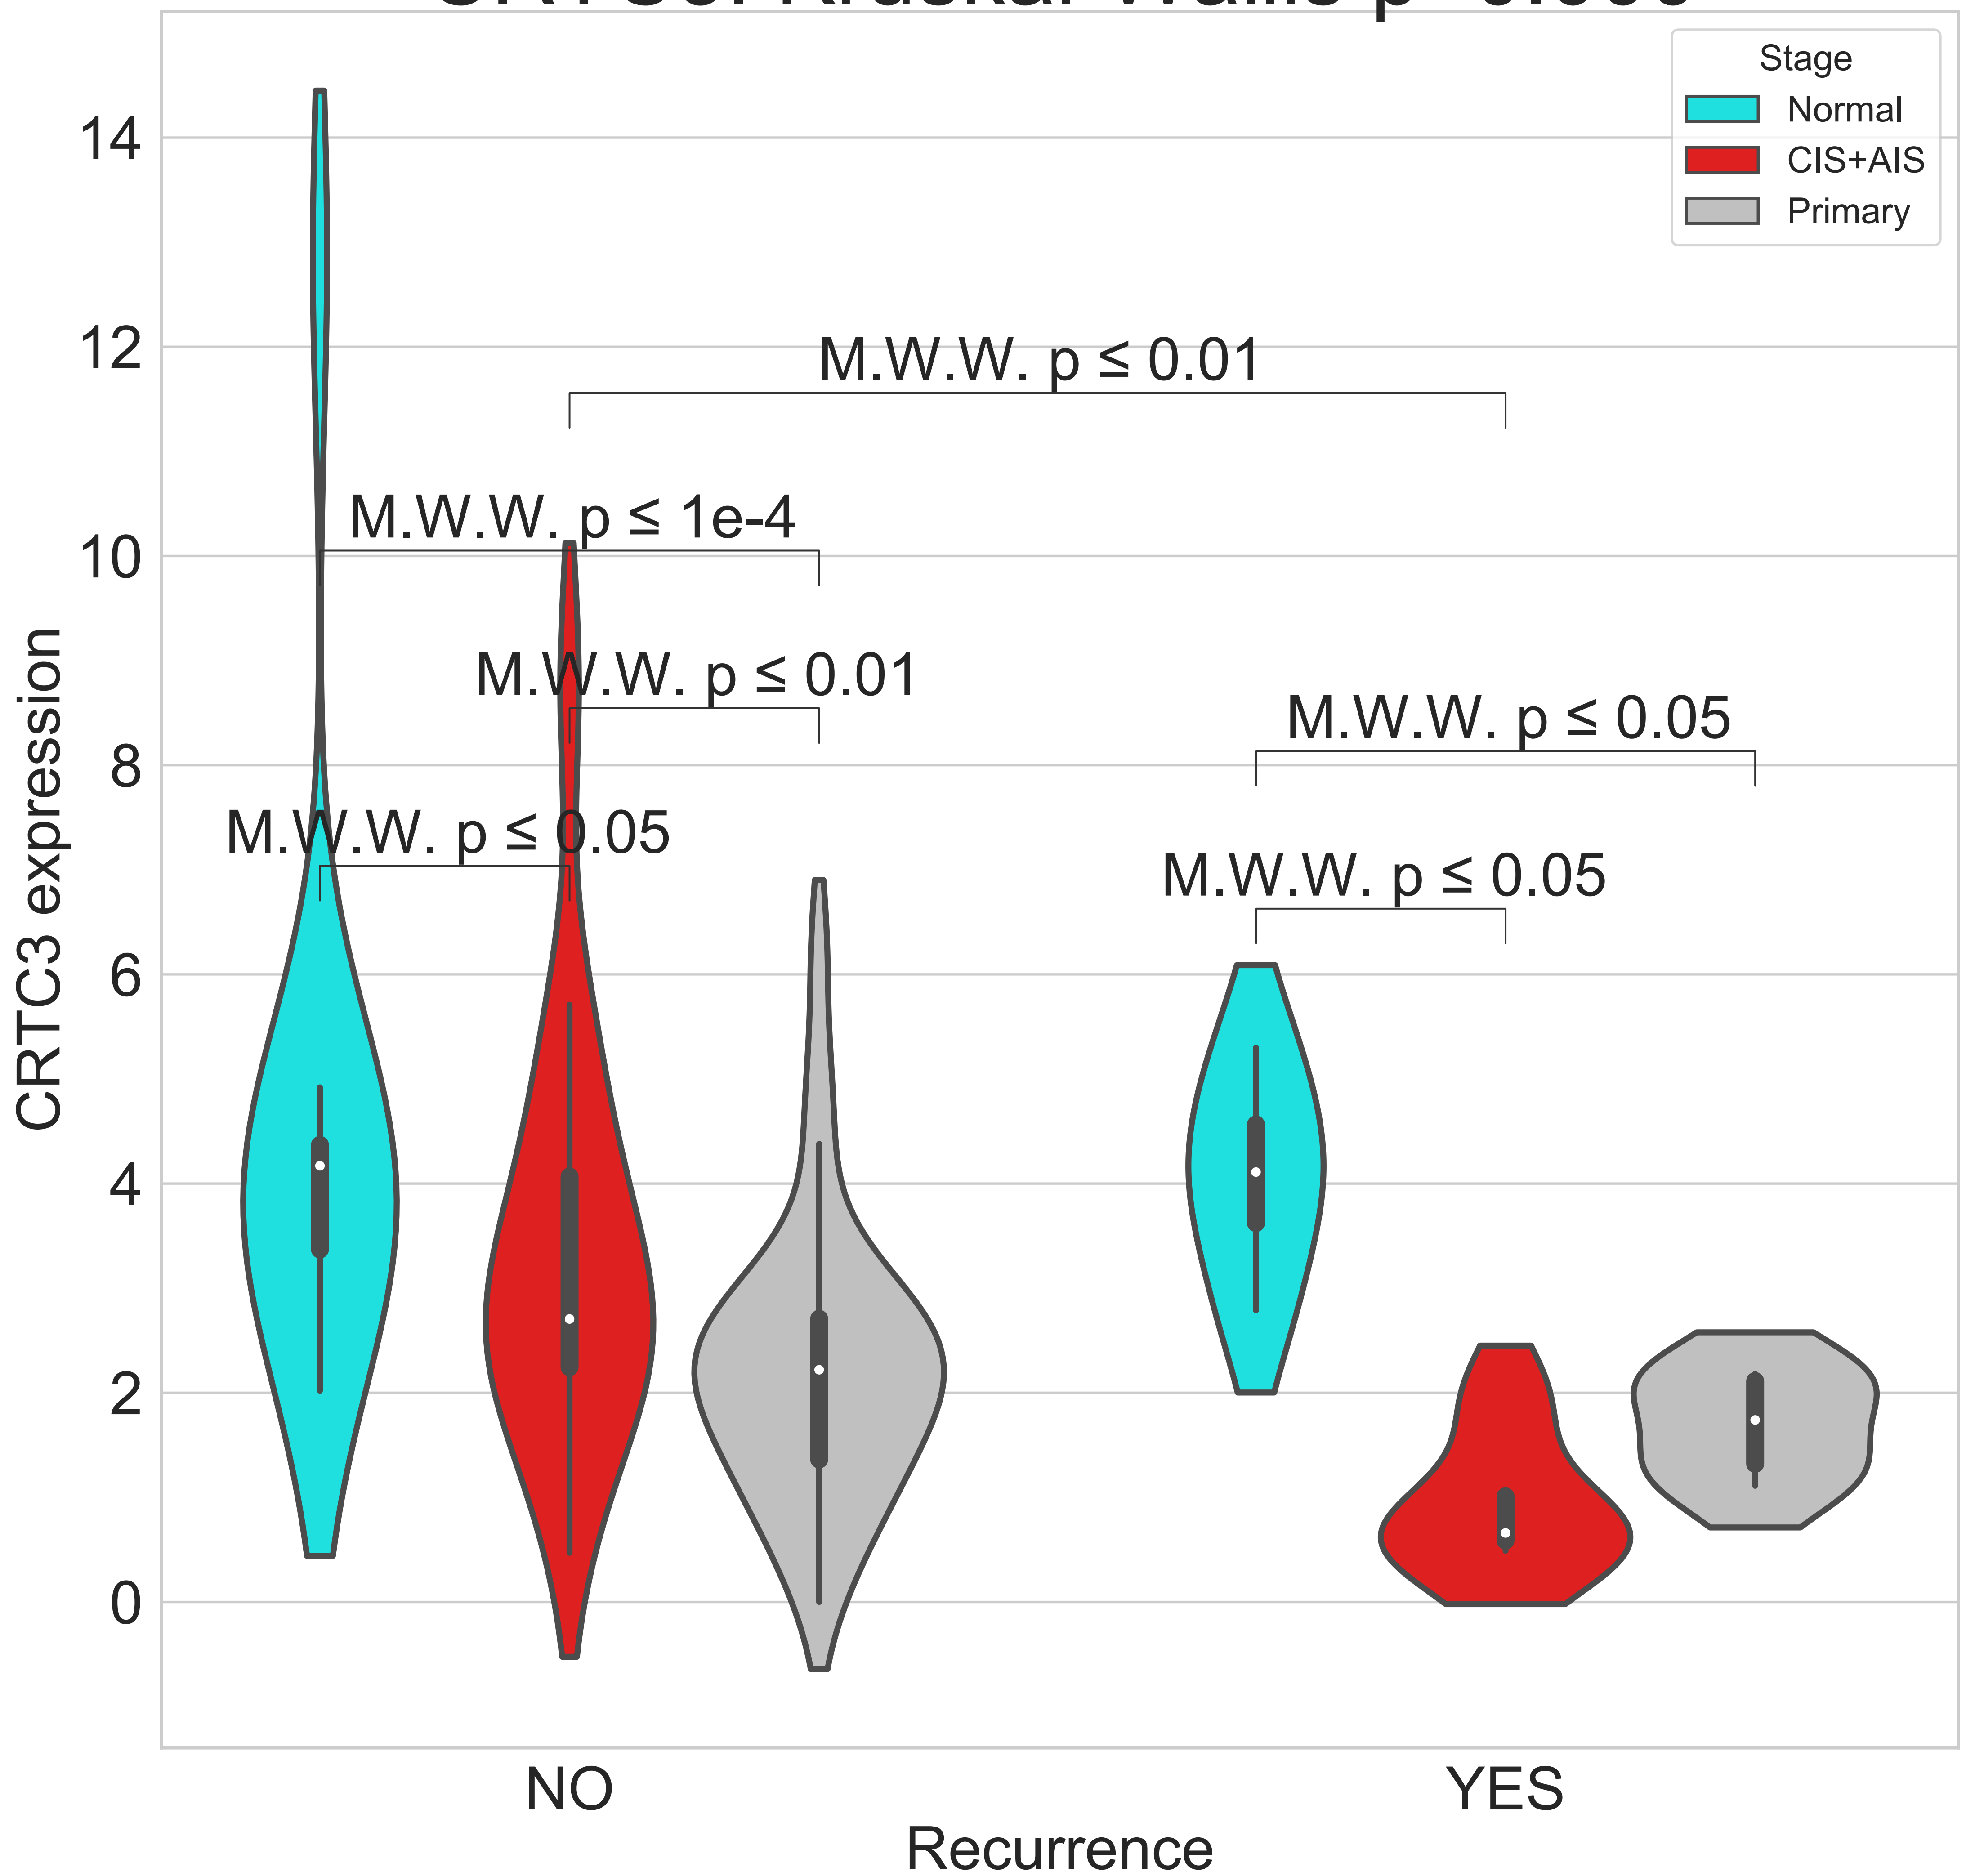 Stage
Normal
CIS+AIS
Primary
14
12
10
8
6
4
2
0
CRTC3 expression
M.W.W. p ≤ 0.01
M.W.W. p ≤ 1e-4
M.W.W. p ≤ 0.01
M.W.W. p ≤ 0.05
M.W.W. p ≤ 0.05
M.W.W. p ≤ 0.05
NO
YES
Recurrence